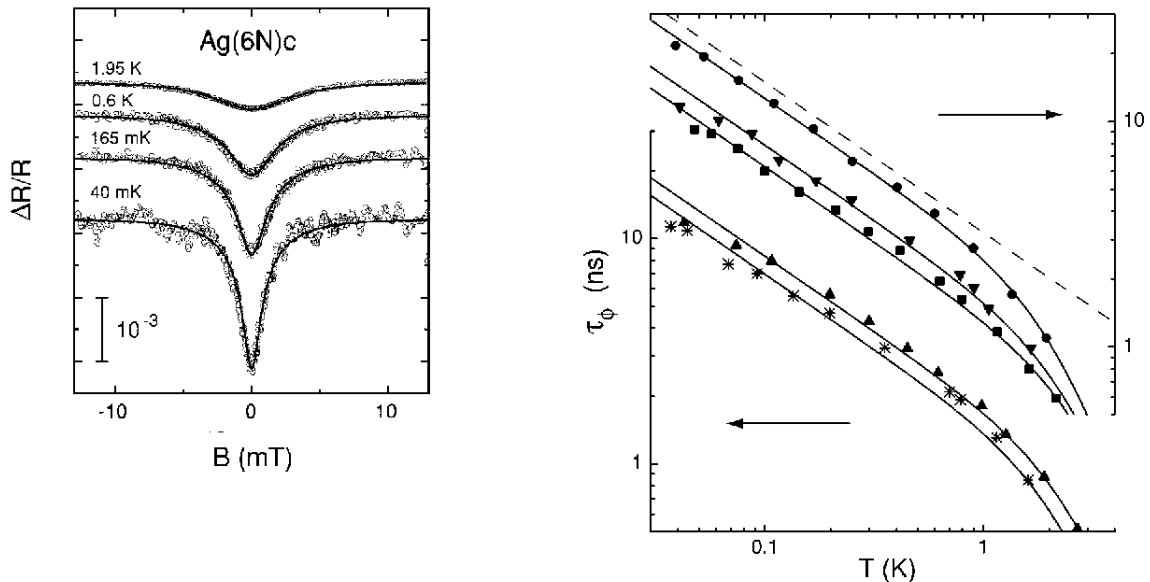 Ag(6N)c
1.95 K
0.6 K
165 mK
40 mK
10⁻³
ΔR/R
-10
0
10
B (mT)
10
1
τϕ (ns)
10
1
0.1
1
T (K)